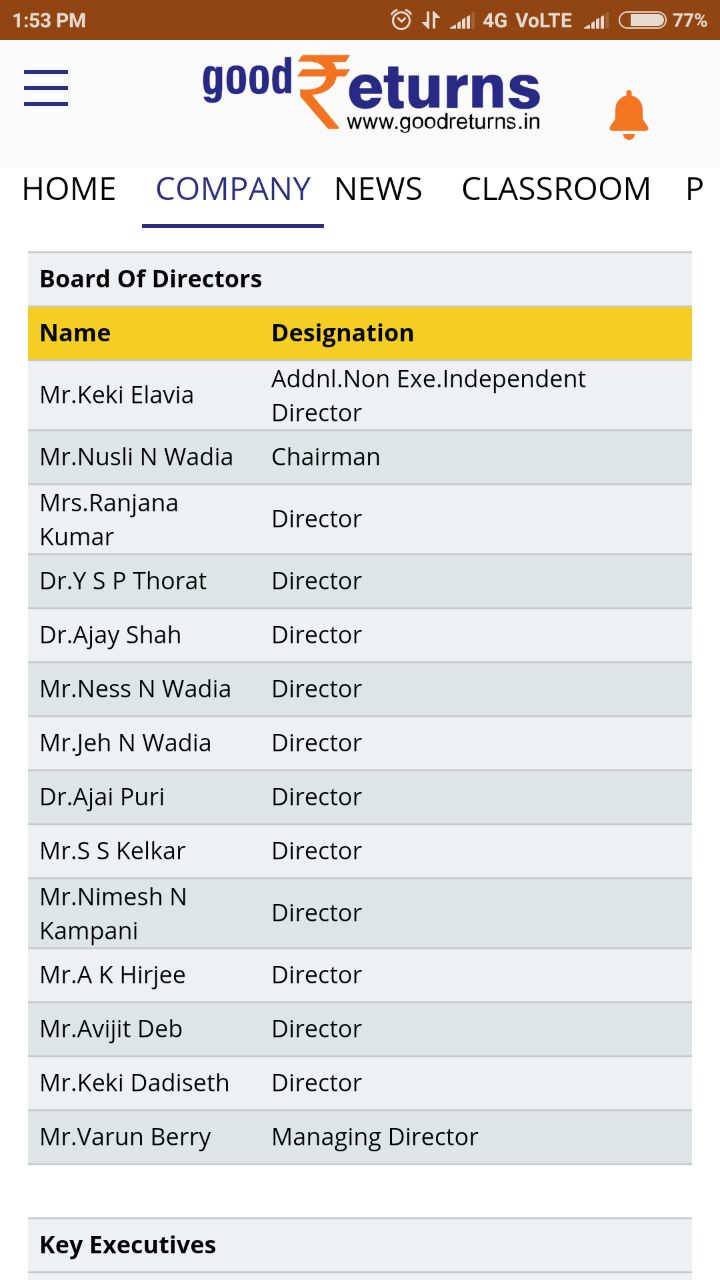 1:53 PM 4G VoLTE 77%
good₹eturns
www.goodreturns.in
HOME COMPANY NEWS CLASSROOM P
Board Of Directors
Name Designation
Mr.Keki Elavia Addnl.Non Exe.Independent
Director
Mr.Nusli N Wadia Chairman
Mrs.Ranjana
Kumar Director
Dr.Y S P Thorat Director
Dr.Ajay Shah Director
Mr.Ness N Wadia Director
Mr.Jeh N Wadia Director
Dr.Ajai Puri Director
Mr.S S Kelkar Director
Mr.Nimesh N
Kampani Director
Mr.A K Hirjee Director
Mr.Avijit Deb Director
Mr.Keki Dadiseth Director
Mr.Varun Berry Managing Director
Key Executives